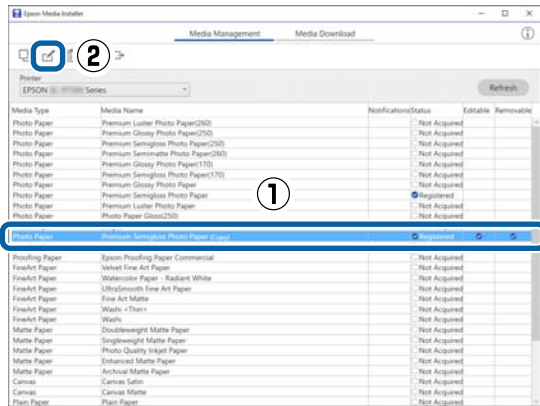 Epson Media Installer
Media Management Media Download
②
Printer
EPSON Series
Refresh
Media Type Media Name Notifications Status Editable Removable
Photo Paper Premium Luster Photo Paper(260) Not Acquired
Photo Paper Premium Glossy Photo Paper(250) Not Acquired
Photo Paper Premium Semigloss Photo Paper(250) Not Acquired
Photo Paper Premium Semimatte Photo Paper(260) Not Acquired
Photo Paper Premium Glossy Photo Paper(170) Not Acquired
Photo Paper Premium Semigloss Photo Paper(170) Not Acquired
Photo Paper Premium Glossy Photo Paper Not Acquired
Photo Paper Premium Semigloss Photo Paper Registered
①
Photo Paper Premium Luster Photo Paper Not Acquired
Photo Paper Photo Paper Gloss(250) Not Acquired
Photo Paper Premium Semigloss Photo Paper (Copy) Registered
Proofing Paper Epson Proofing Paper Commercial Not Acquired
FineArt Paper Velvet Fine Art Paper Not Acquired
FineArt Paper Watercolor Paper - Radiant White Not Acquired
FineArt Paper UltraSmooth Fine Art Paper Not Acquired
FineArt Paper Fine Art Matte Not Acquired
FineArt Paper Washi <Thin> Not Acquired
FineArt Paper Washi Not Acquired
Matte Paper Doubleweight Matte Paper Not Acquired
Matte Paper Singleweight Matte Paper Not Acquired
Matte Paper Photo Quality Inkjet Paper Not Acquired
Matte Paper Enhanced Matte Paper Not Acquired
Matte Paper Archival Matte Paper Not Acquired
Canvas Canvas Satin Not Acquired
Canvas Canvas Matte Not Acquired
Plain Paper Plain Paper Not Acquired